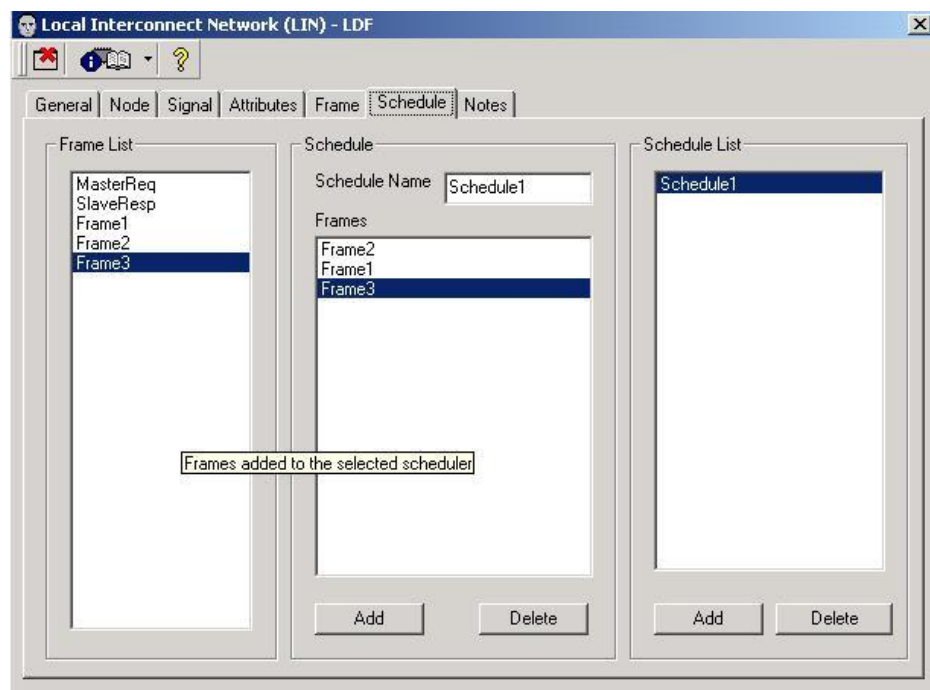 Local Interconnect Network (LIN) - LDF
General Node Signal Attributes Frame Schedule Notes
Frame List
MasterReq
SlaveResp
Frame1
Frame2
Frame3
Schedule
Schedule Name Schedule1
Frames
Frame2
Frame1
Frame3
Frames added to the selected scheduler
Add Delete
Schedule List
Schedule1
Add Delete